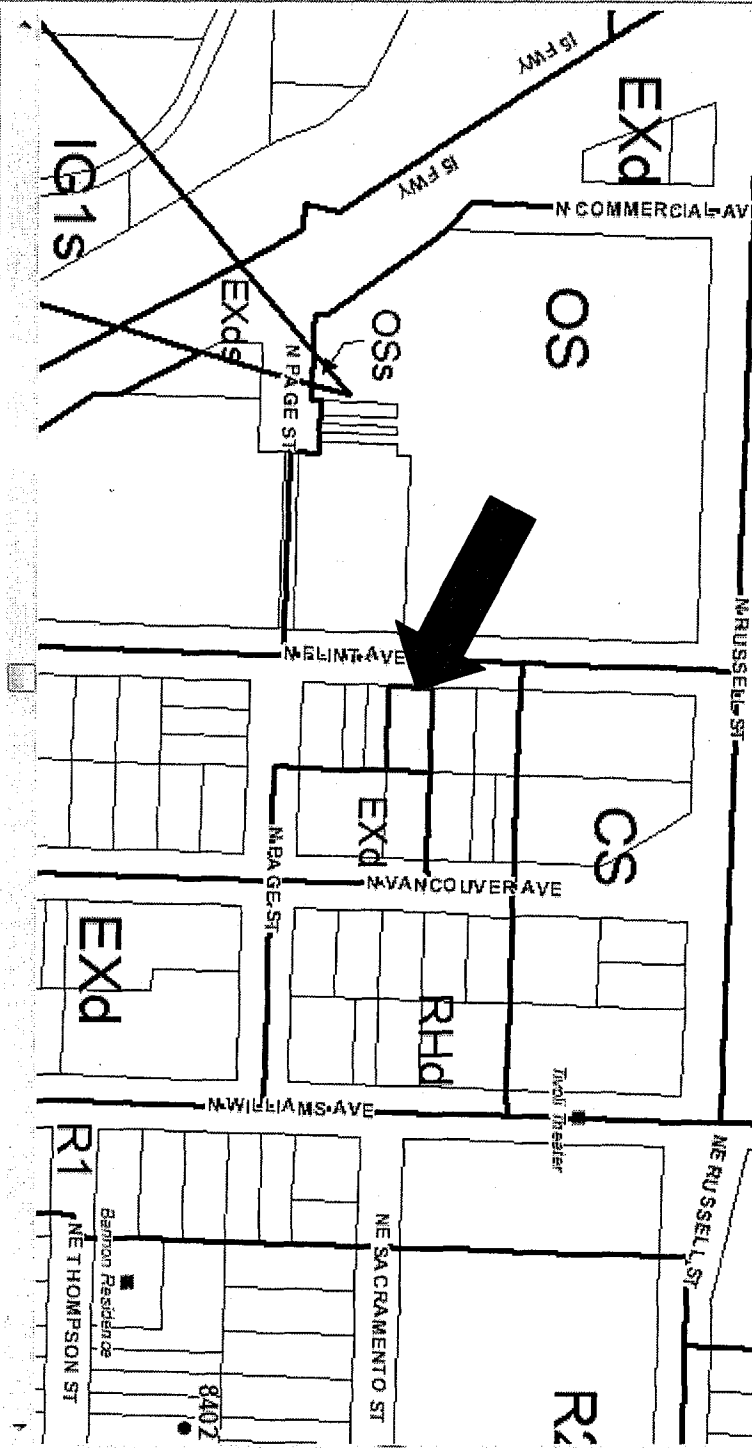 I5 FWY
EXd
I5 FWY
N COMMERCIAL AV
IG1s
EXds
OSs
OS
N PAGE ST
N FLINT AVE
N RUSSELL ST
EXd
CS
N PAGE ST
N VANCOUVER AVE
EXd
RHd
Tivoli Theater
N WILLIAMS AVE
R1
NE RUSSELL ST
Bannon Residence
NE THOMPSON ST
NE SACRAMENTO ST
8402
R2